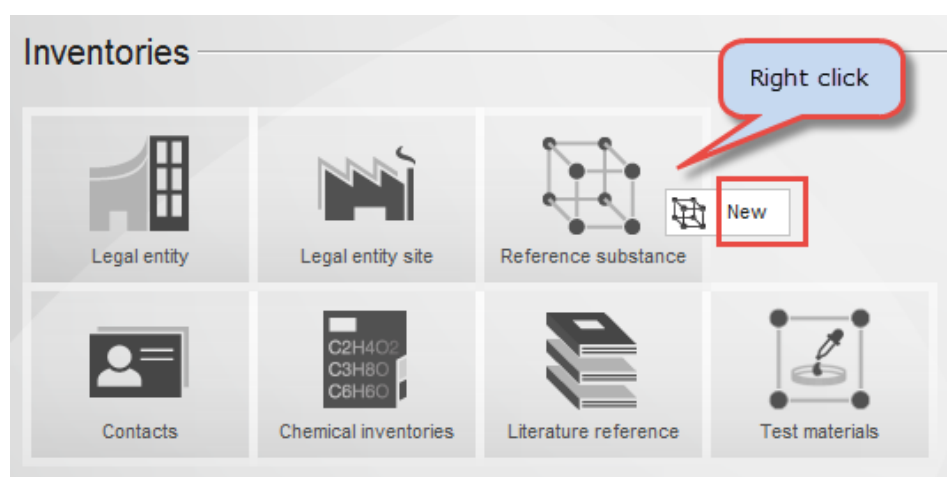 Inventories
Right click
New
Legal entity
Legal entity site
Reference substance
C2H4O2
C3H8O
C6H6O
Contacts
Chemical inventories
Literature reference
Test materials